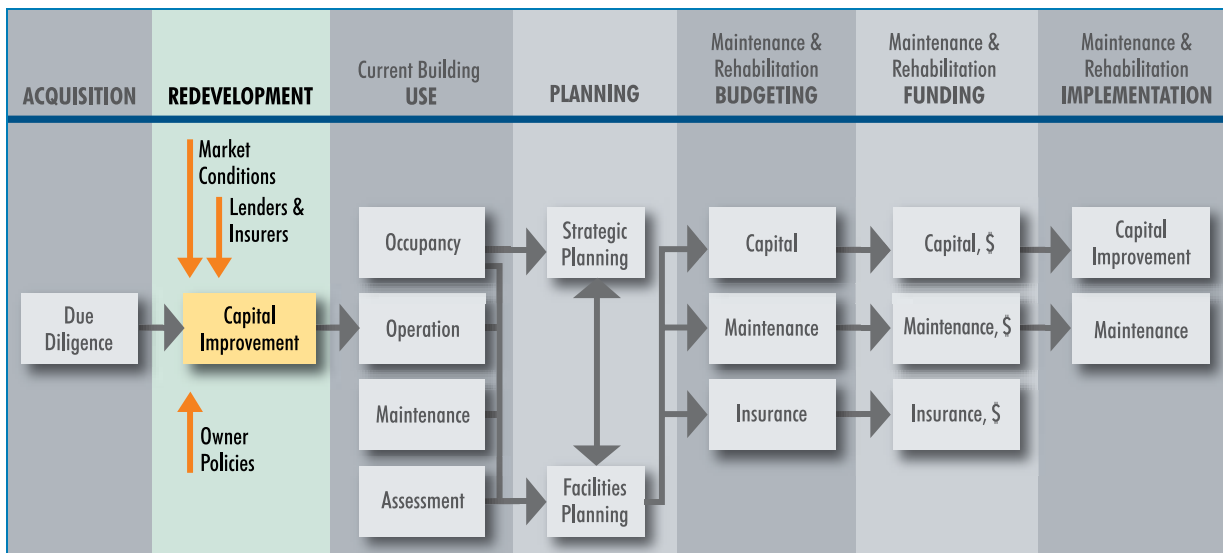 ACQUISITION
REDEVELOPMENT
Current Building
USE
PLANNING
Maintenance &
Rehabilitation
BUDGETING
Maintenance &
Rehabilitation
FUNDING
Maintenance &
Rehabilitation
IMPLEMENTATION
Market
Conditions
Lenders &
Insurers
Due
Diligence
Capital
Improvement
Owner
Policies
Occupancy
Operation
Maintenance
Assessment
Strategic
Planning
Facilities
Planning
Capital
Maintenance
Insurance
Capital, $
Maintenance, $
Insurance, $
Capital
Improvement
Maintenance